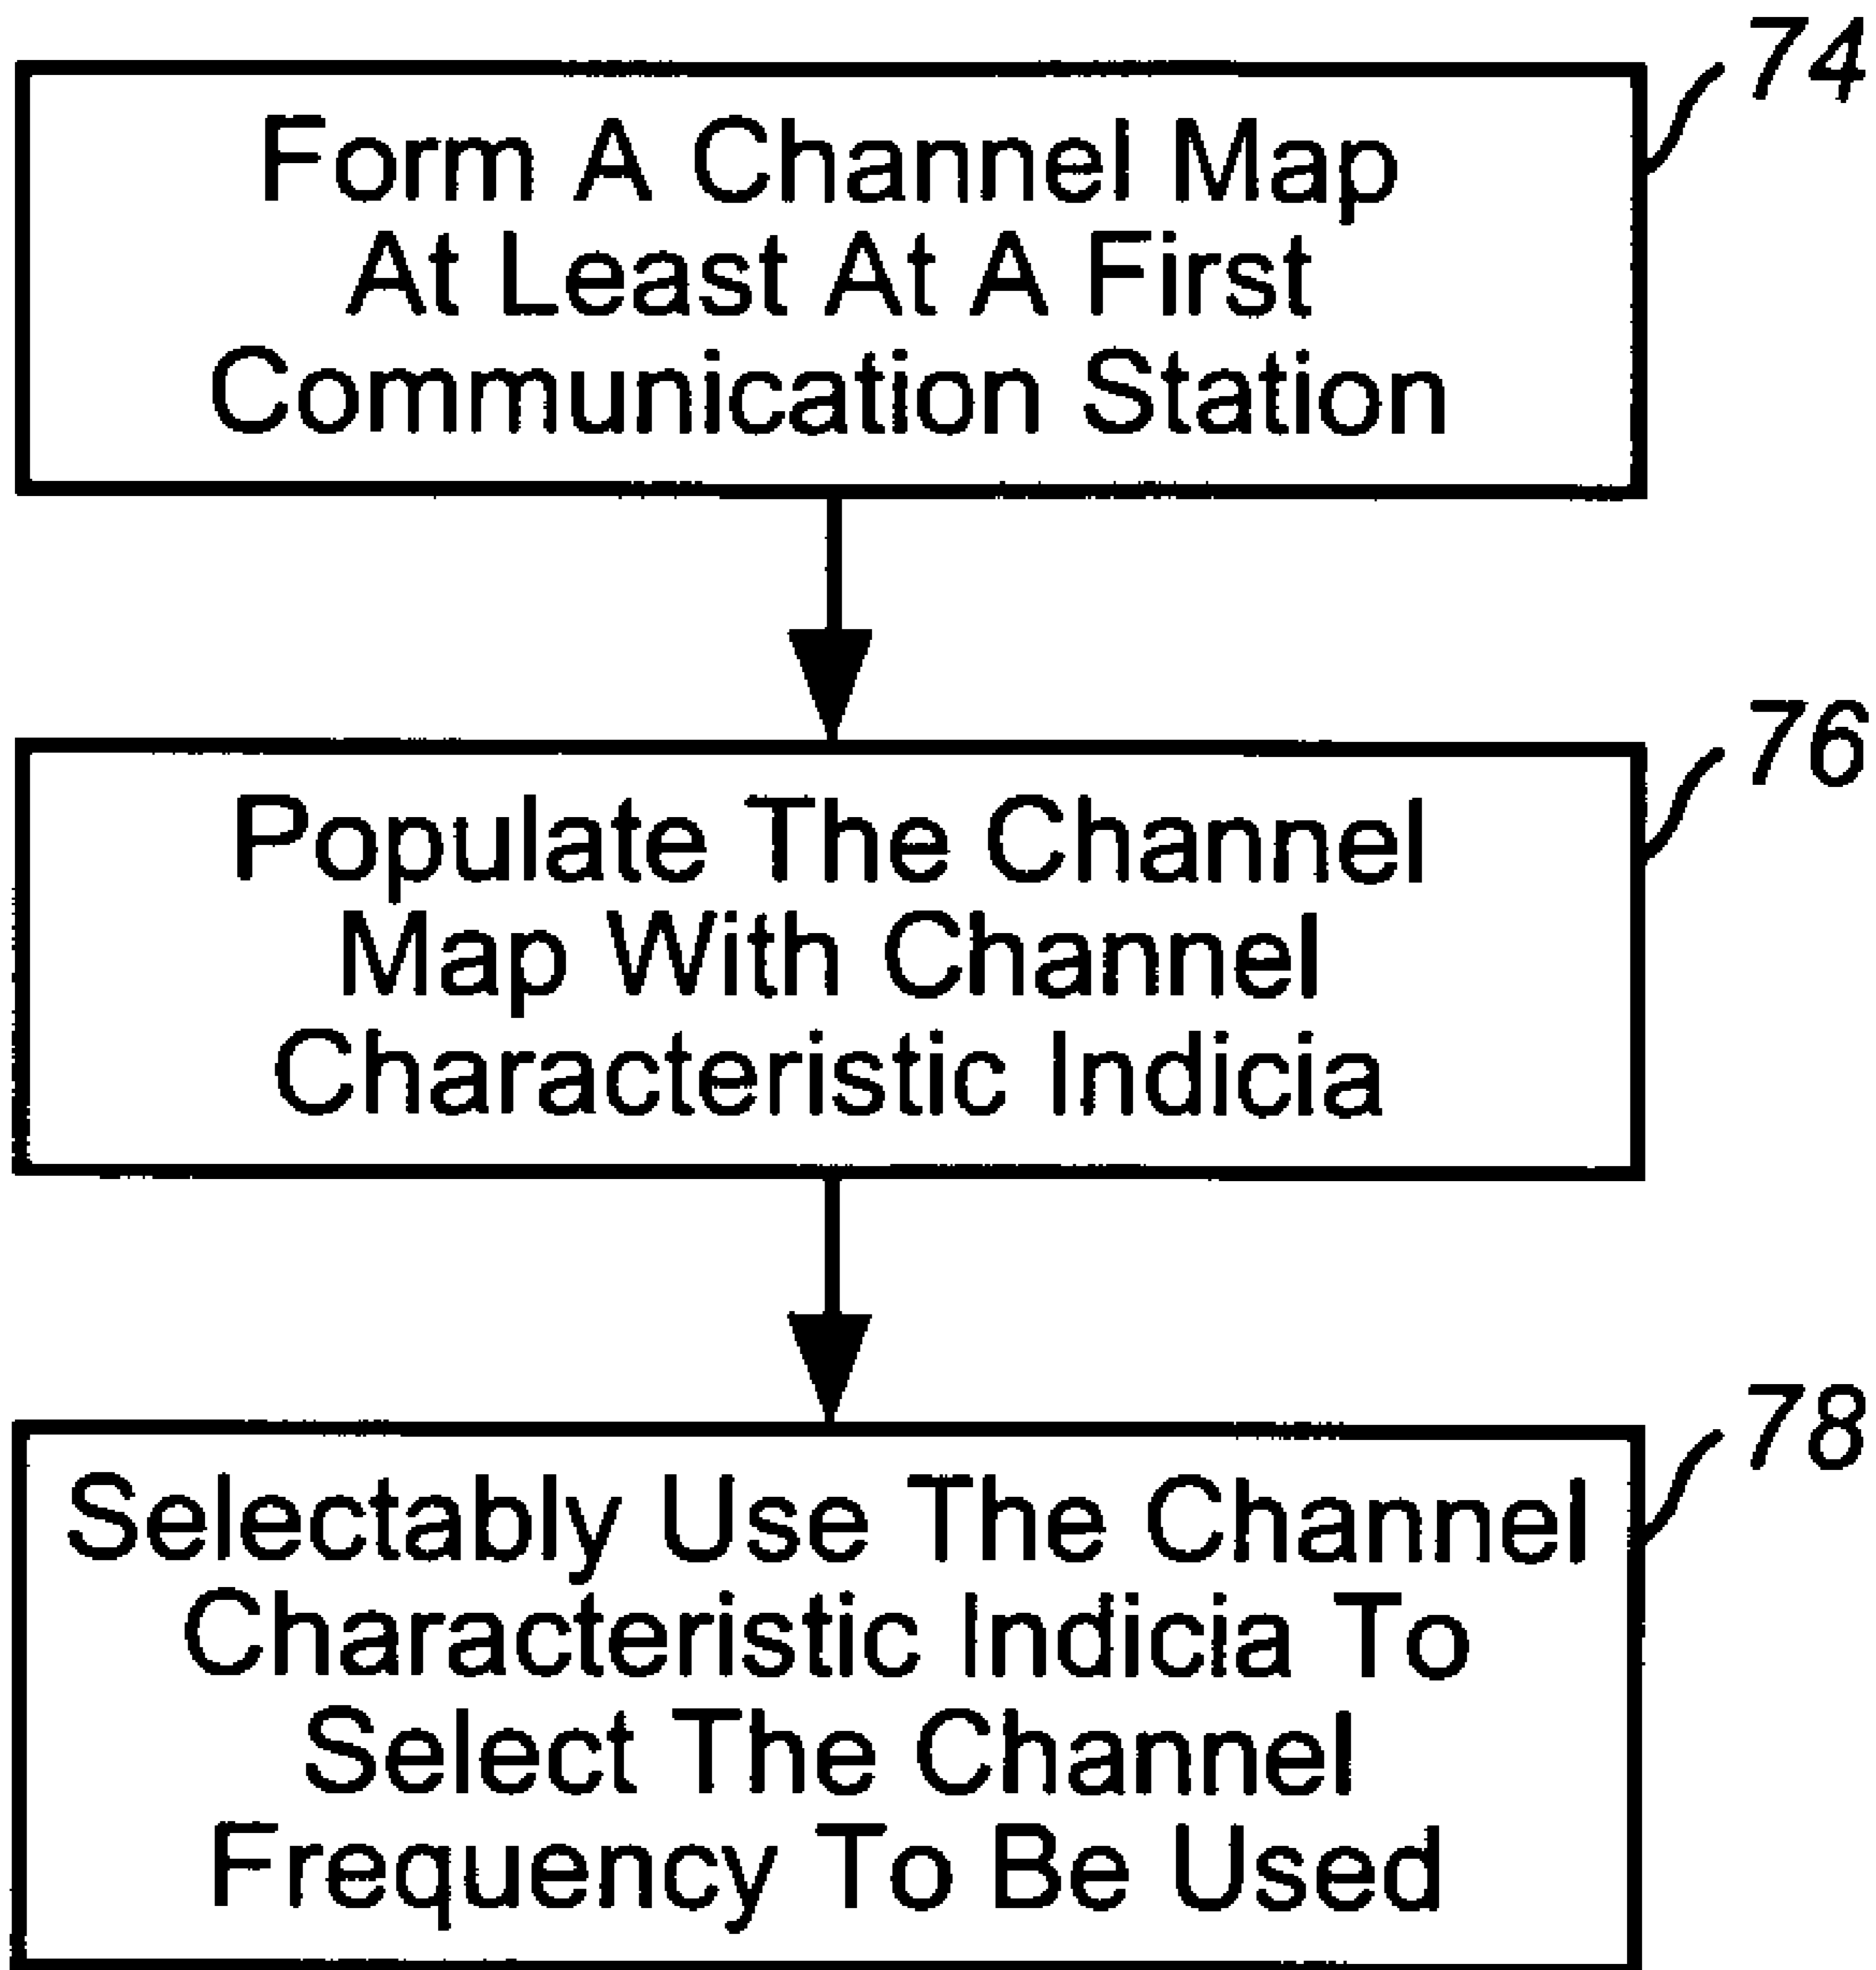 74
Form A Channel Map
At Least At A First
Communication Station
76
Populate The Channel
Map With Channel
Characteristic Indicia
78
Selectably Use The Channel
Characteristic Indicia To
Select The Channel
Frequency To Be Used